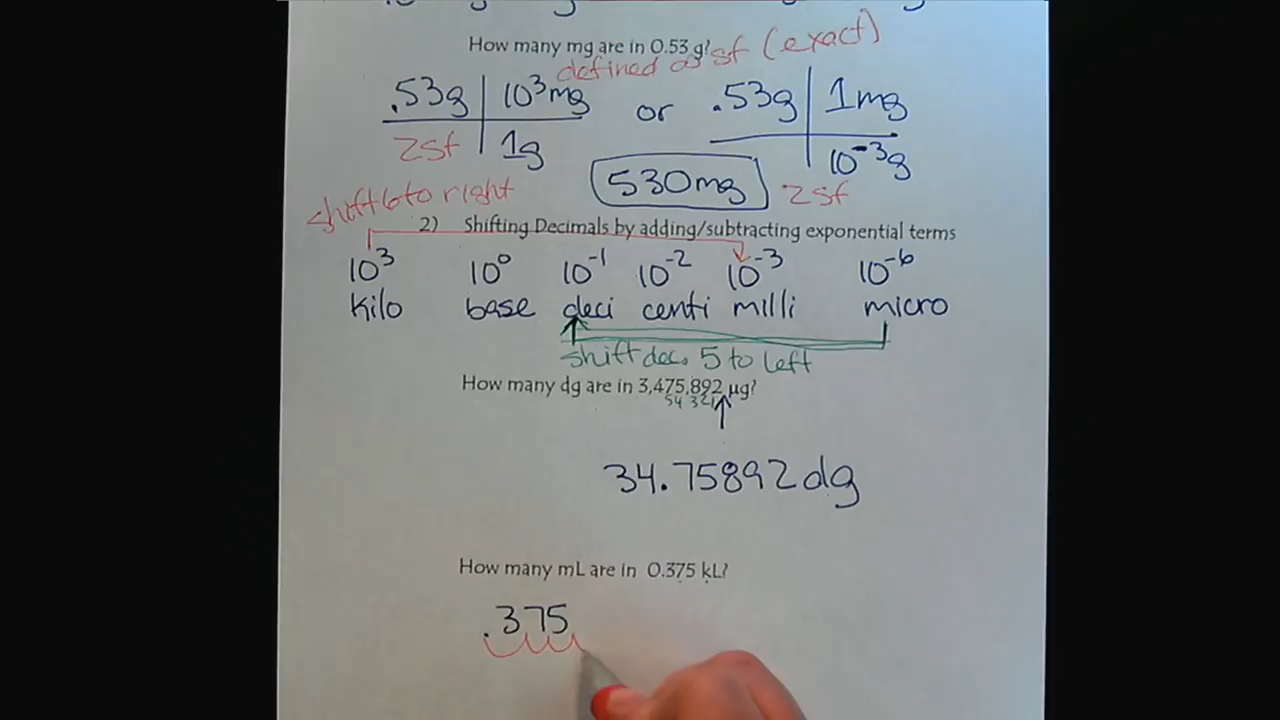 How many mg are in 0.53 g?
defined as sf (exact)
.53g 10³mg or .53g 1mg
2sf 1g 10⁻³g
530mg 2sf
shift 6 to right
2) Shifting Decimals by adding/subtracting exponential terms
10³ 10⁰ 10⁻¹ 10⁻² 10⁻³ 10⁻⁶
kilo base deci centi milli micro
shift dec. 5 to left
How many dg are in 3,475,892 µg?
54 321
34.75892dg
How many mL are in 0.375 kL?
.375